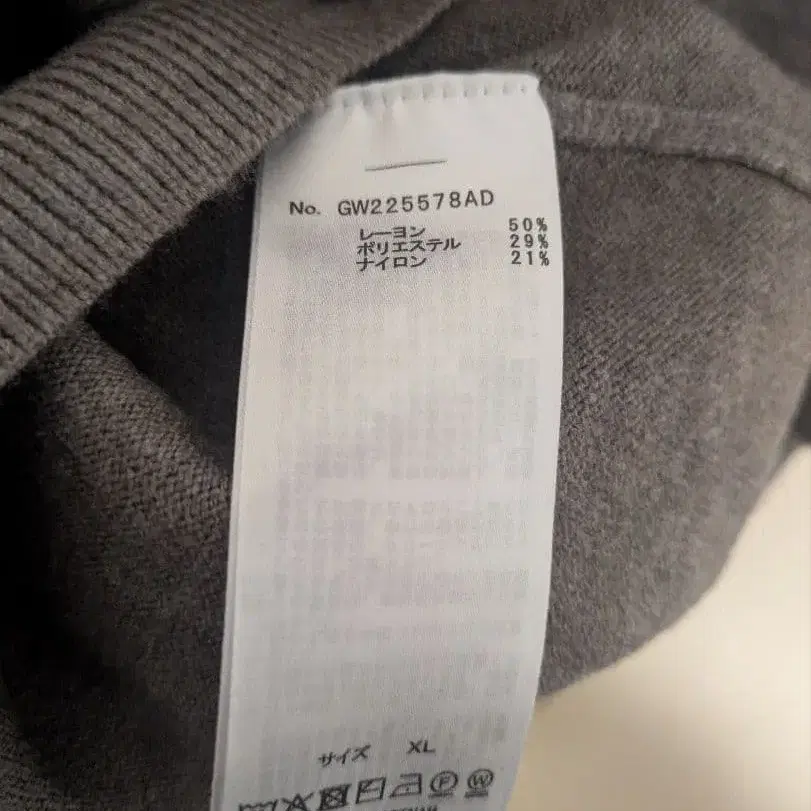 No. GW225578AD
レーヨン 50%
ポリエステル 29%
ナイロン 21%
サイズ XL
F W